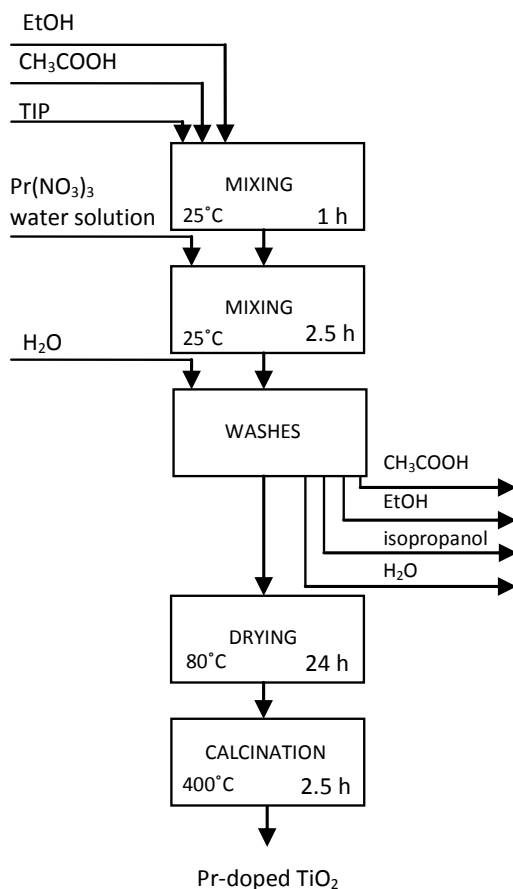 EtOH
CH₃COOH
TIP
MIXING
25˚C 1 h
Pr(NO₃)₃
water solution
MIXING
25˚C 2.5 h
H₂O
WASHES
CH₃COOH
EtOH
isopropanol
H₂O
DRYING
80˚C 24 h
CALCINATION
400˚C 2.5 h
Pr-doped TiO₂